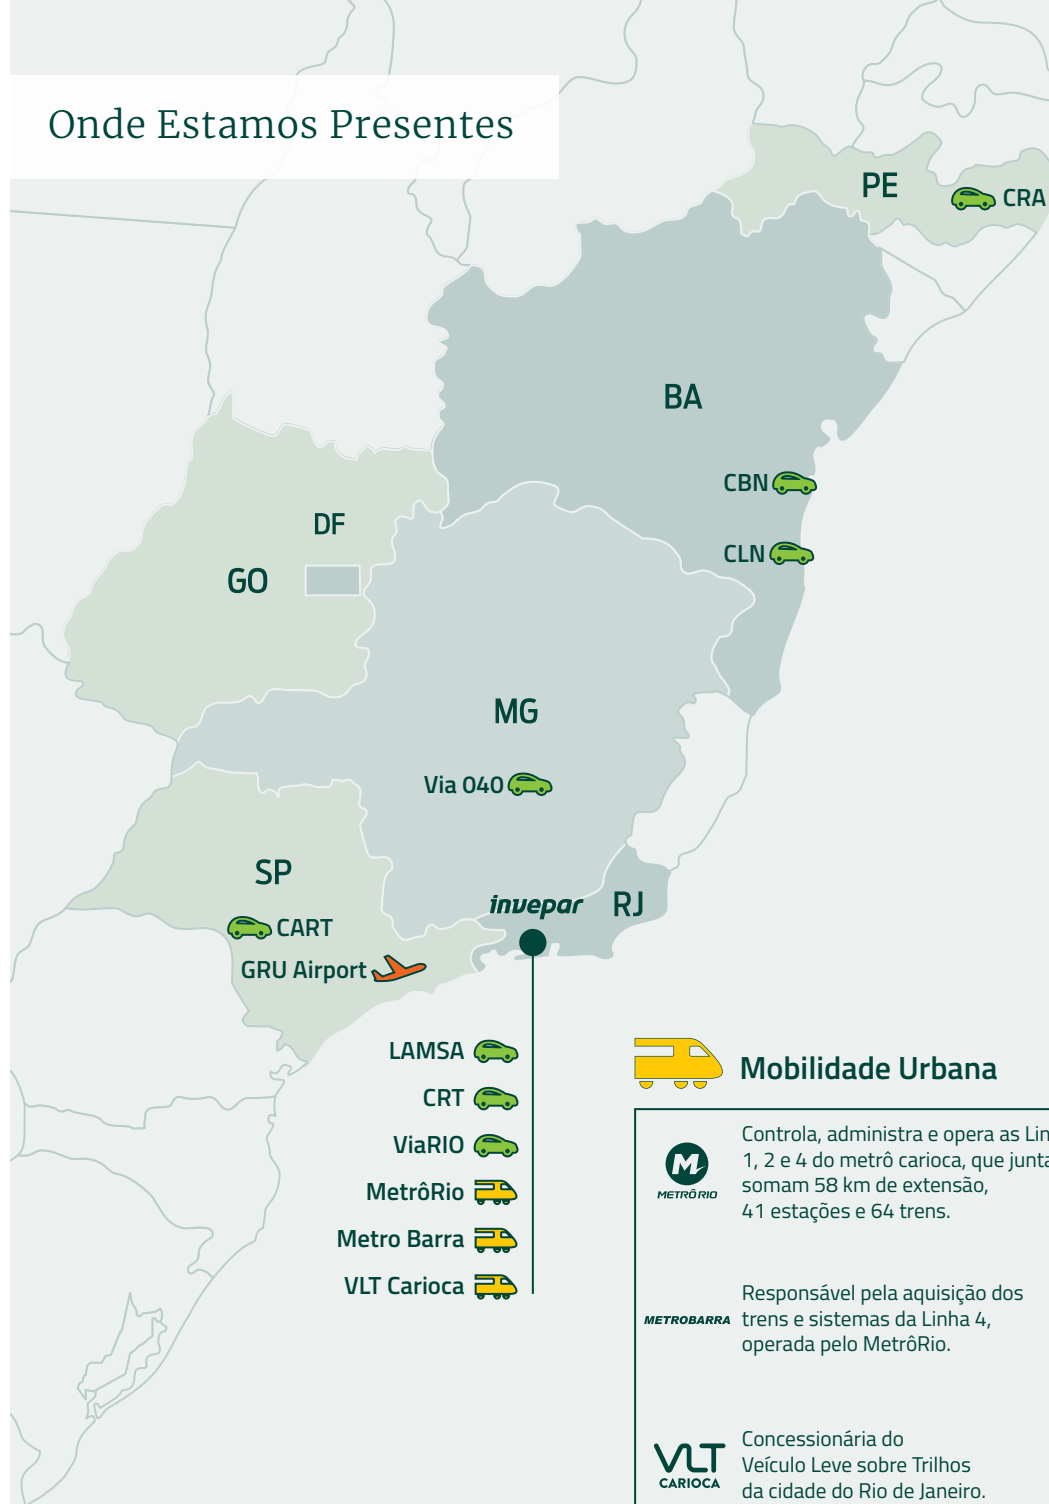 Onde Estamos Presentes
PE
CRA
BA
CBN
CLN
DF
GO
MG
Via 040
SP
invepar
RJ
CART
GRU Airport
LAMSA
CRT
ViaRIO
MetrôRio
Metro Barra
VLT Carioca
Mobilidade Urbana
METRÔRIO
Controla, administra e opera as
1, 2 e 4 do metrô carioca, que
somam 58 km de extensão,
41 estações e 64 trens.
METROBARRA
Responsável pela aquisição dos
trens e sistemas da Linha 4,
operada pelo MetrôRio.
VLT
CARIOCA
Concessionária do
Veículo Leve sobre Trilhos
da cidade do Rio de Janeiro.